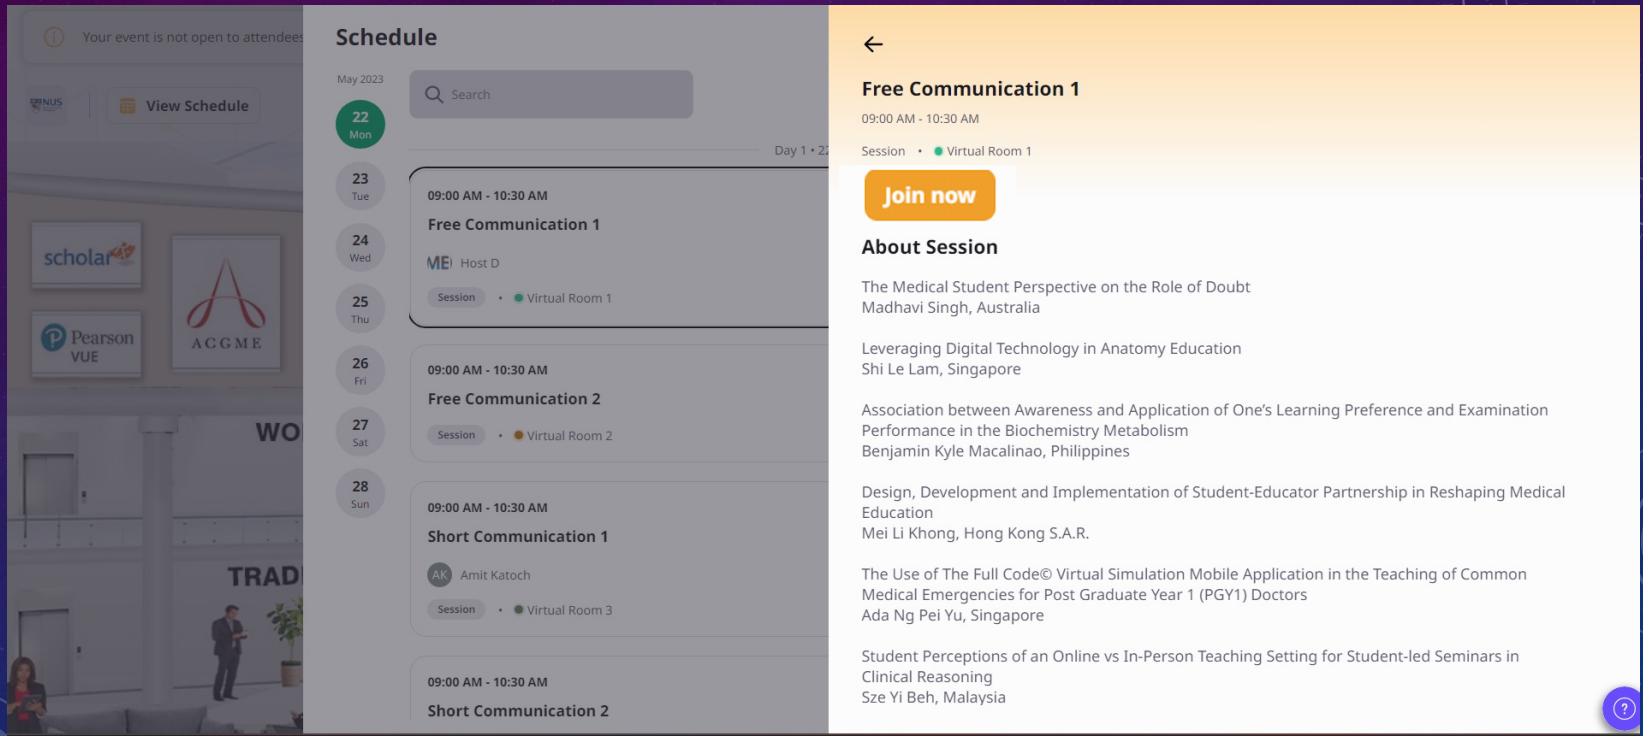 Your event is not open to attendees
NUS
View Schedule
scholar
Pearson
VUE
ACGME
WO
TRAD
Schedule
May 2023
22
Mon
23
Tue
24
Wed
25
Thu
26
Fri
27
Sat
28
Sun
Search
Day 1 • 22
09:00 AM - 10:30 AM
Free Communication 1
Host D
Session • Virtual Room 1
09:00 AM - 10:30 AM
Free Communication 2
Session • Virtual Room 2
09:00 AM - 10:30 AM
Short Communication 1
AK Amit Katoch
Session • Virtual Room 3
09:00 AM - 10:30 AM
Short Communication 2
Free Communication 1
09:00 AM - 10:30 AM
Session • Virtual Room 1
Join now
About Session
The Medical Student Perspective on the Role of Doubt
Madhavi Singh, Australia
Leveraging Digital Technology in Anatomy Education
Shi Le Lam, Singapore
Association between Awareness and Application of One’s Learning Preference and Examination
Performance in the Biochemistry Metabolism
Benjamin Kyle Macalinao, Philippines
Design, Development and Implementation of Student-Educator Partnership in Reshaping Medical
Education
Mei Li Khong, Hong Kong S.A.R.
The Use of The Full Code© Virtual Simulation Mobile Application in the Teaching of Common
Medical Emergencies for Post Graduate Year 1 (PGY1) Doctors
Ada Ng Pei Yu, Singapore
Student Perceptions of an Online vs In-Person Teaching Setting for Student-led Seminars in
Clinical Reasoning
Sze Yi Beh, Malaysia